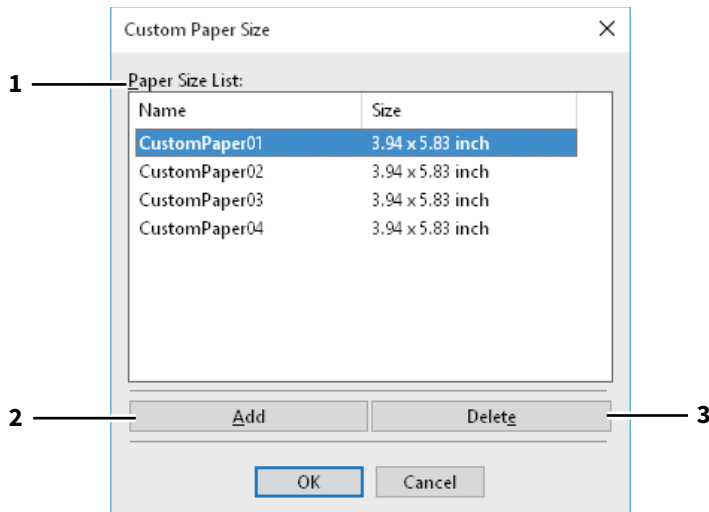 Custom Paper Size
1 Paper Size List:
Name Size
CustomPaper01 3.94 x 5.83 inch
CustomPaper02 3.94 x 5.83 inch
CustomPaper03 3.94 x 5.83 inch
CustomPaper04 3.94 x 5.83 inch
2 Add Delete 3
OK Cancel